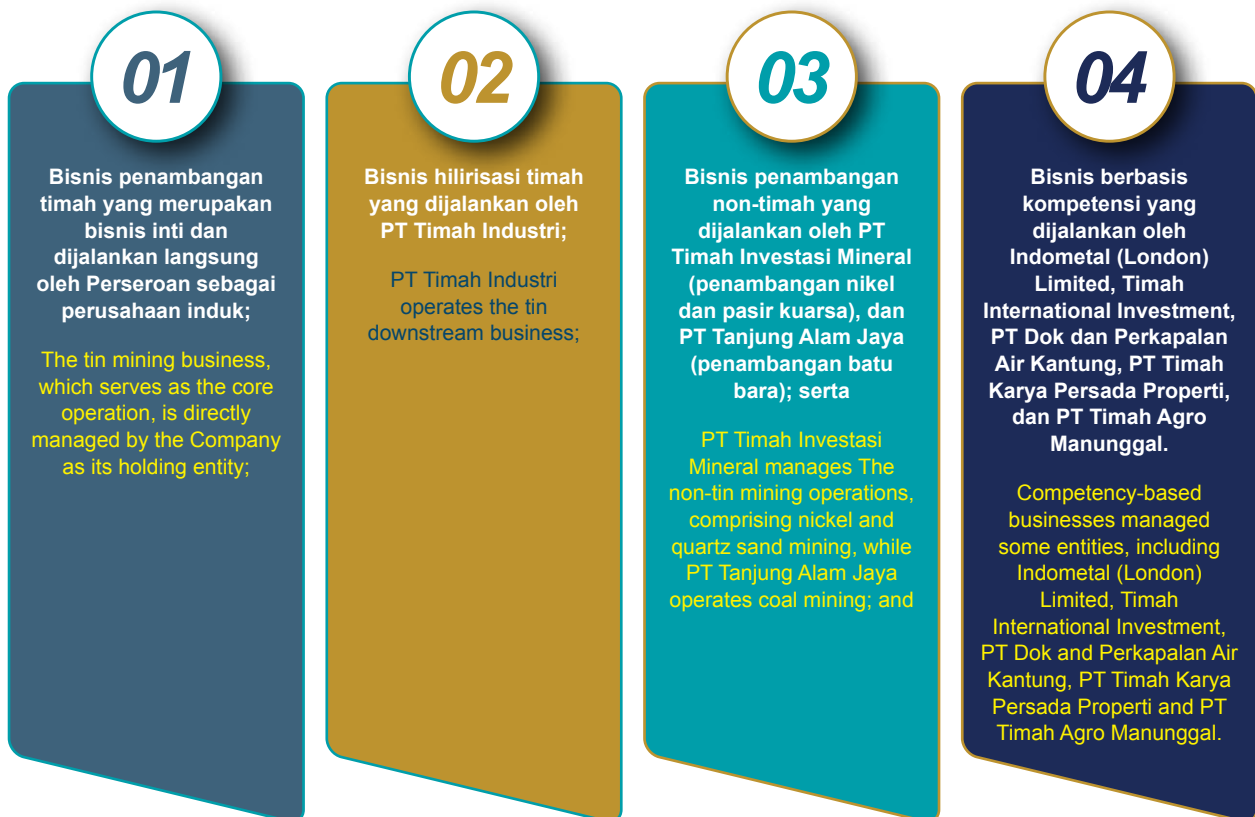 01
Bisnis penambangan
timah yang merupakan
bisnis inti dan
dijalankan langsung
oleh Perseroan sebagai
perusahaan induk;
The tin mining business,
which serves as the core
operation, is directly
managed by the Company
as its holding entity;
02
Bisnis hilirisasi timah
yang dijalankan oleh
PT Timah Industri;
PT Timah Industri
operates the tin
downstream business;
03
Bisnis penambangan
non-timah yang
dijalankan oleh PT
Timah Investasi Mineral
(penambangan nikel
dan pasir kuarsa), dan
PT Tanjung Alam Jaya
(penambangan batu
bara); serta
PT Timah Investasi
Mineral manages The
non-tin mining operations,
comprising nickel and
quartz sand mining, while
PT Tanjung Alam Jaya
operates coal mining; and
04
Bisnis berbasis
kompetensi yang
dijalankan oleh
Indometal (London)
Limited, Timah
International Investment,
PT Dok dan Perkapalan
Air Kantung, PT Timah
Karya Persada Properti,
dan PT Timah Agro
Manunggal.
Competency-based
businesses managed
some entities, including
Indometal (London)
Limited, Timah
International Investment,
PT Dok and Perkapalan Air
Kantung, PT Timah Karya
Persada Properti and PT
Timah Agro Manunggal.